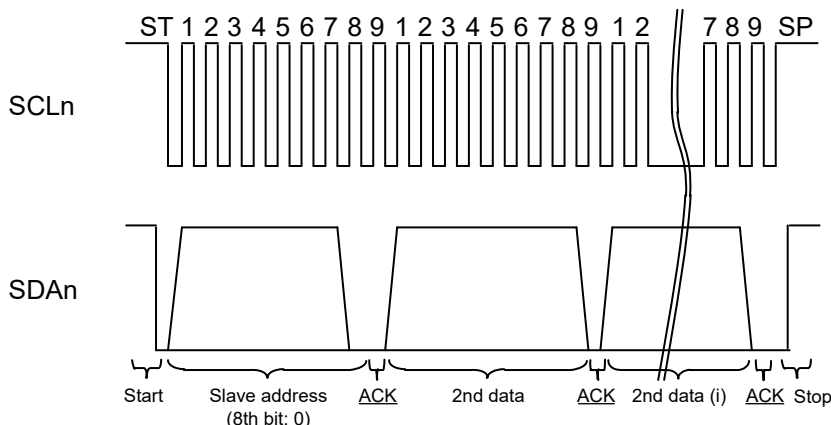 ST 1 2 3 4 5 6 7 8 9 1 2 3 4 5 6 7 8 9 1 2 7 8 9 SP
SCLn
SDAn
Start Slave address ACK 2nd data ACK 2nd data (i) ACK Stop
(8th bit: 0)